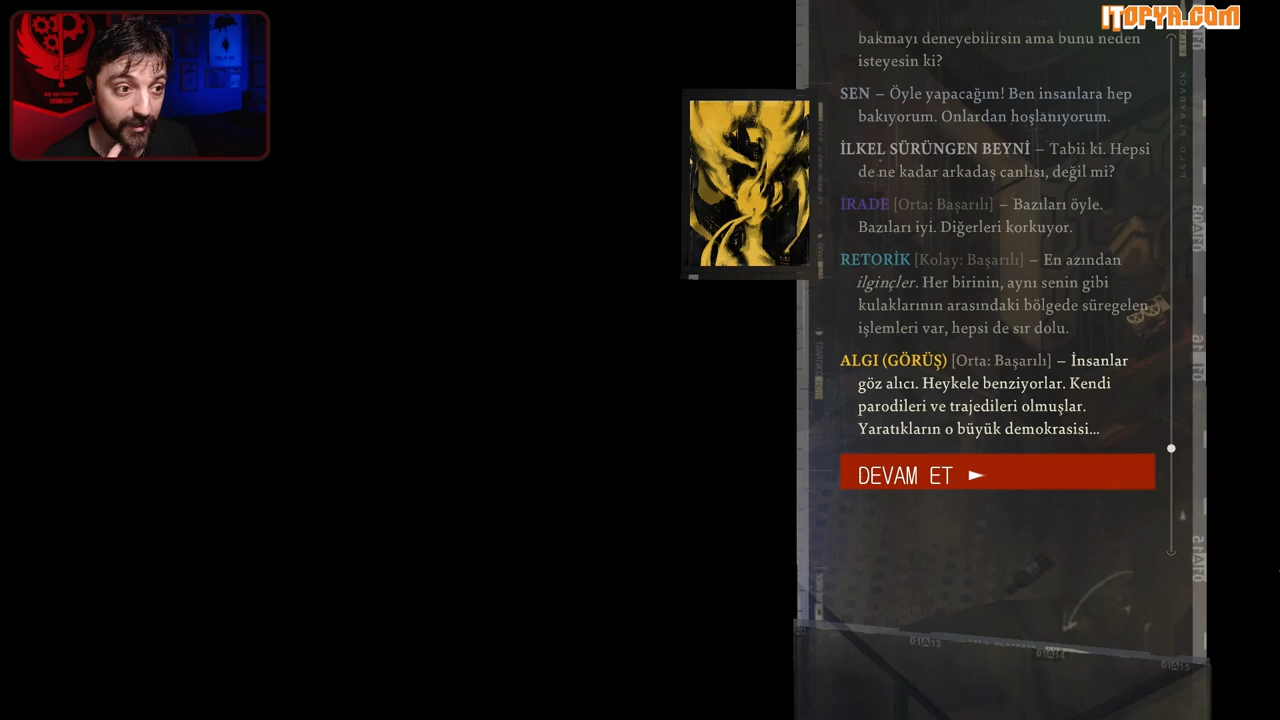 ITOPYA.COM
bakmayı deneyebilirsin ama bunu neden
isteyesin ki?
SEN – Öyle yapacağım! Ben insanlara hep
bakıyorum. Onlardan hoşlanıyorum.
İLKEL SÜRÜNGEN BEYNİ – Tabii ki. Hepsi
de ne kadar arkadaş canlısı, değil mi?
İRADE [Orta: Başarılı] – Bazıları öyle.
Bazıları iyi. Diğerleri korkuyor.
RETORİK [Kolay: Başarılı] – En azından
ilginçler. Her birinin, aynı senin gibi
kulaklarının arasındaki bölgede süregelen
işlemleri var, hepsi de sır dolu.
ALGI (GÖRÜŞ) [Orta: Başarılı] – İnsanlar
göz alıcı. Heykele benziyorlar. Kendi
parodileri ve trajedileri olmuşlar.
Yaratıkların o büyük demokrasisi...
DEVAM ET